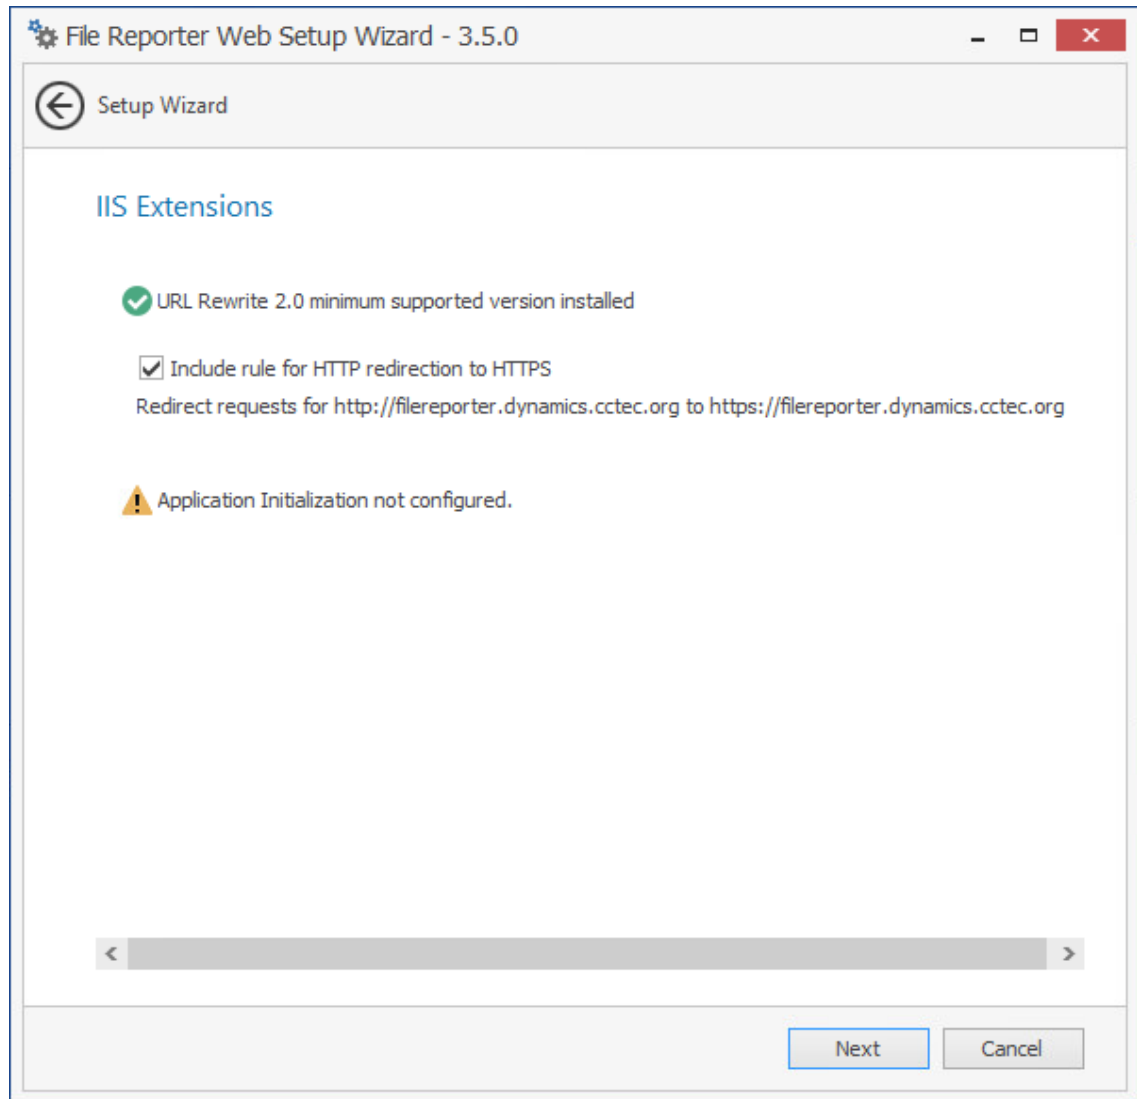 File Reporter Web Setup Wizard - 3.5.0
Setup Wizard
IIS Extensions
URL Rewrite 2.0 minimum supported version installed
Include rule for HTTP redirection to HTTPS
Redirect requests for http://filereporter.dynamics.cctec.org to https://filereporter.dynamics.cctec.org
Application Initialization not configured.
Next Cancel